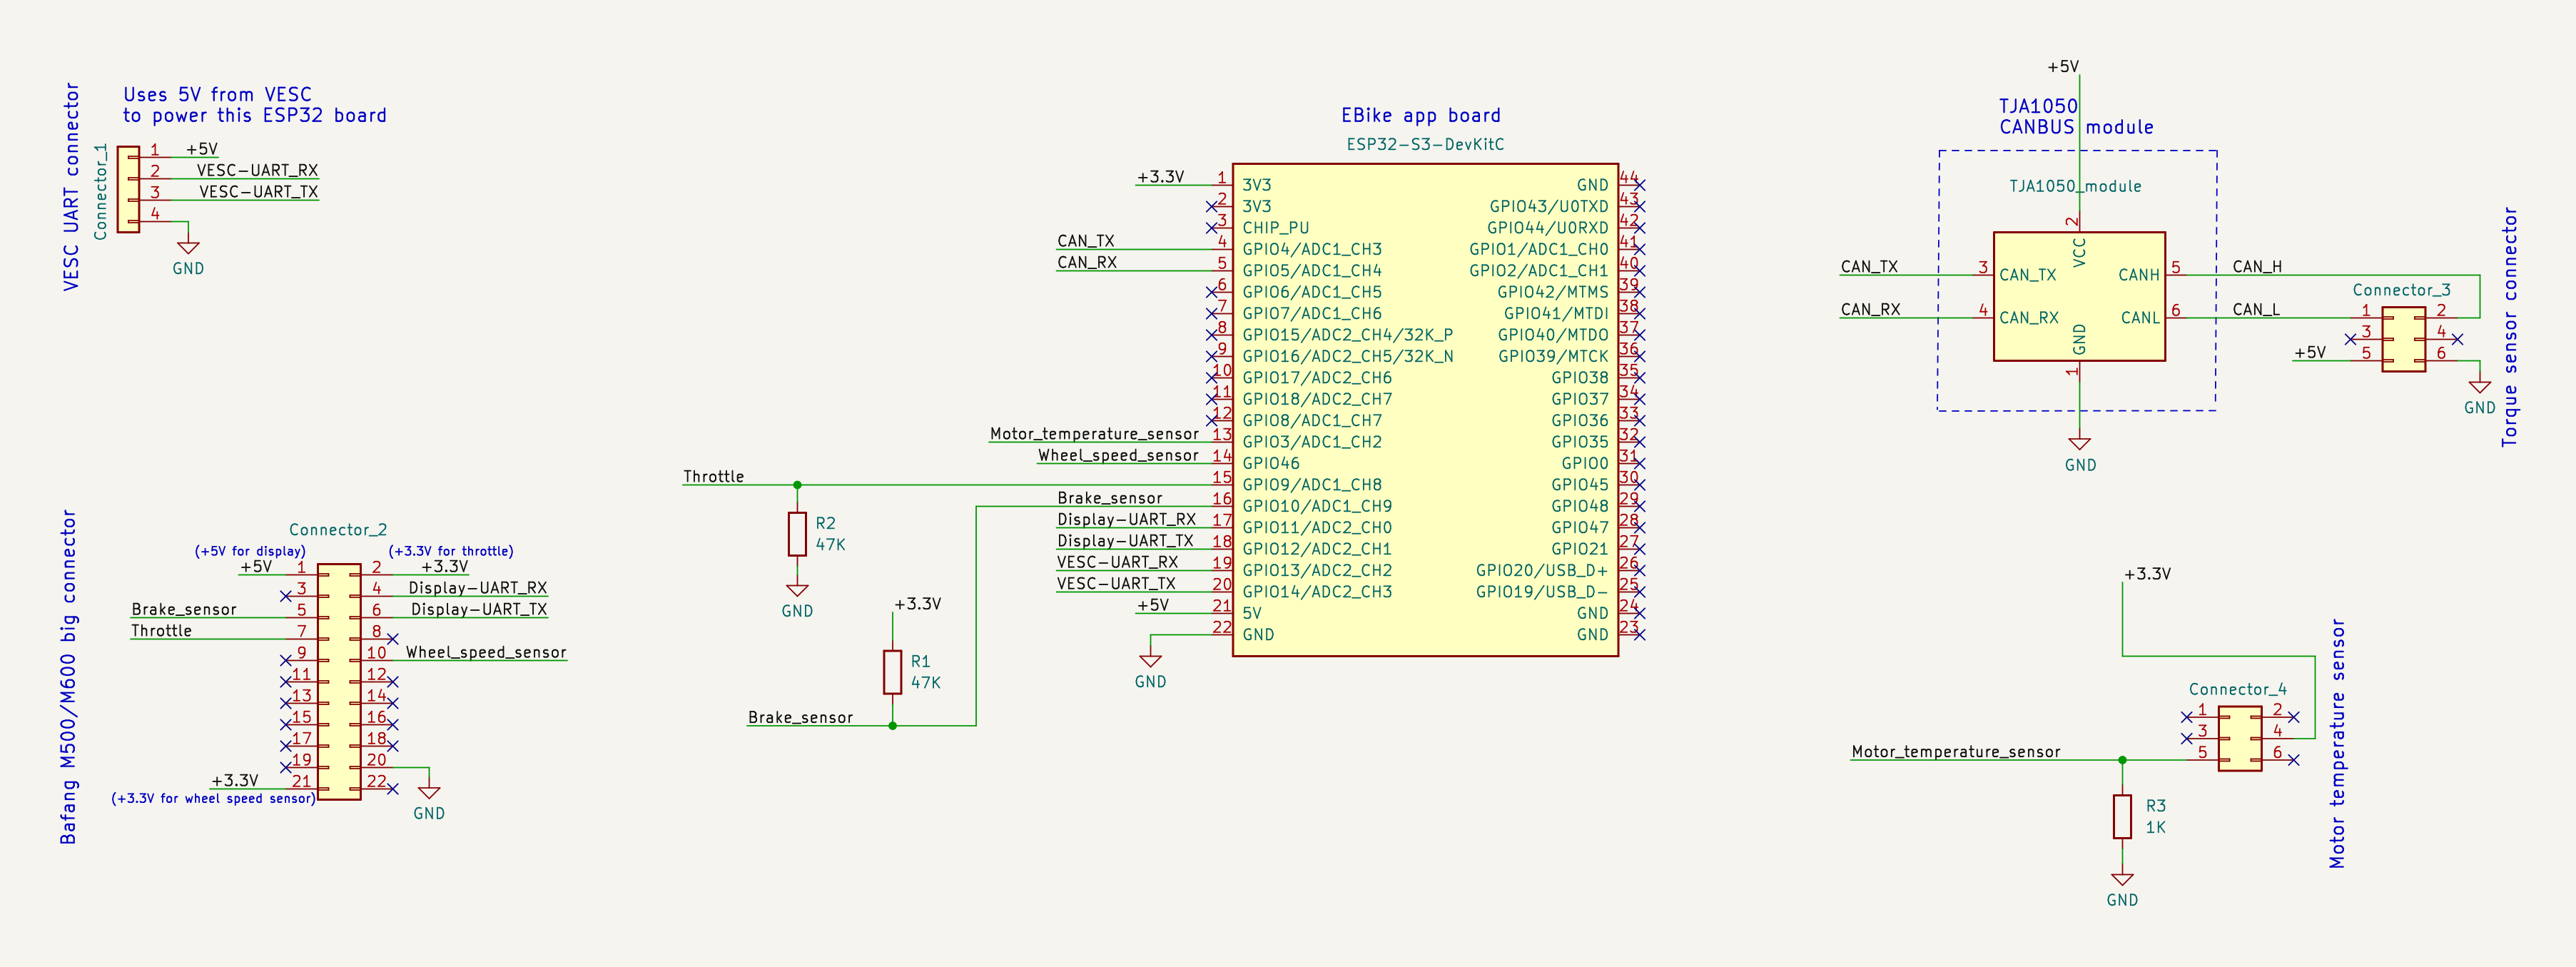 VESC UART connector
Uses 5V from VESC
to power this ESP32 board
Connector_1
1 +5V
2 VESC-UART_RX
3 VESC-UART_TX
4
GND
Bafang M500/M600 big connector
Connector_2
(+5V for display) (+3.3V for throttle)
+5V 1 2 +3.3V
3 4 Display-UART_RX
Brake_sensor 5 6 Display-UART_TX
Throttle 7 8
9 10 Wheel_speed_sensor
11 12
13 14
15 16
17 18
19 20
+3.3V 21 22
(+3.3V for wheel speed sensor)
GND
Throttle
R2
47K
GND
+3.3V
R1
47K
Brake_sensor
EBike app board
ESP32-S3-DevKitC
+3.3V 1 3V3 GND 44
2 3V3 GPIO43/U0TXD 43
3 CHIP_PU GPIO44/U0RXD 42
CAN_TX 4 GPIO4/ADC1_CH3 GPIO1/ADC1_CH0 41
CAN_RX 5 GPIO5/ADC1_CH4 GPIO2/ADC1_CH1 40
6 GPIO6/ADC1_CH5 GPIO42/MTMS 39
7 GPIO7/ADC1_CH6 GPIO41/MTDI 38
8 GPIO15/ADC2_CH4/32K_P GPIO40/MTDO 37
9 GPIO16/ADC2_CH5/32K_N GPIO39/MTCK 36
10 GPIO17/ADC2_CH6 GPIO38 35
11 GPIO18/ADC2_CH7 GPIO37 34
12 GPIO8/ADC1_CH7 GPIO36 33
Motor_temperature_sensor 13 GPIO3/ADC1_CH2 GPIO35 32
Wheel_speed_sensor 14 GPIO46 GPIO0 31
15 GPIO9/ADC1_CH8 GPIO45 30
Brake_sensor 16 GPIO10/ADC1_CH9 GPIO48 29
Display-UART_RX 17 GPIO11/ADC2_CH0 GPIO47 28
Display-UART_TX 18 GPIO12/ADC2_CH1 GPIO21 27
VESC-UART_RX 19 GPIO13/ADC2_CH2 GPIO20/USB_D+ 26
VESC-UART_TX 20 GPIO14/ADC2_CH3 GPIO19/USB_D- 25
+5V 21 5V GND 24
22 GND GND 23
GND
+5V
TJA1050
CANBUS module
TJA1050_module
2
VCC
CAN_TX 3 CAN_TX CANH 5 CAN_H
CAN_RX 4 CAN_RX CANL 6 CAN_L
GND
1
GND
Connector_3
1 2
3 4
+5V 5 6
GND
Torque sensor connector
+3.3V
Connector_4
1 2
3 4
Motor_temperature_sensor 5 6
R3
1K
GND
Motor temperature sensor